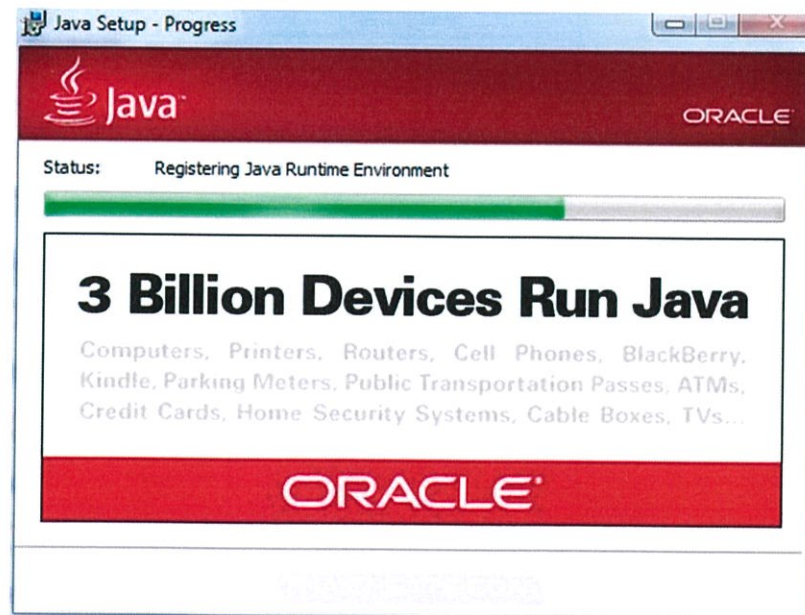 Java Setup - Progress
Java™
ORACLE
Status: Registering Java Runtime Environment
3 Billion Devices Run Java
Computers, Printers, Routers, Cell Phones, BlackBerry,
Kindle, Parking Meters, Public Transportation Passes, ATMs,
Credit Cards, Home Security Systems, Cable Boxes, TVs...
ORACLE®